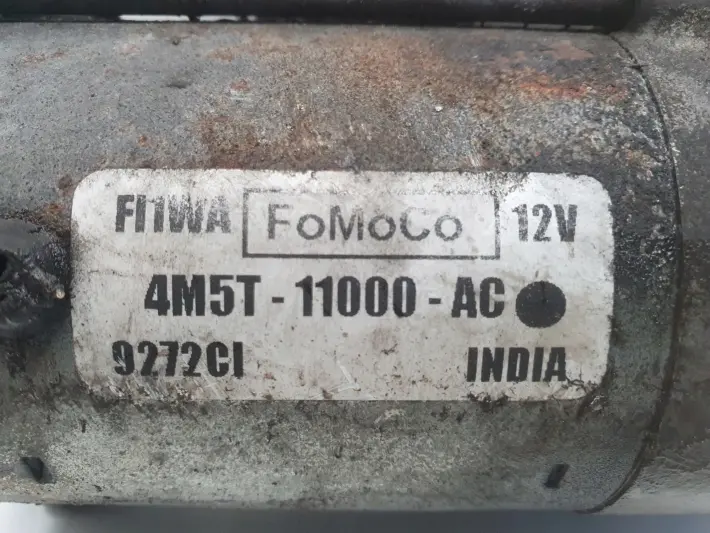 FI1WA FoMoCo 12V
4M5T - 11000 - AC
9272CI INDIA